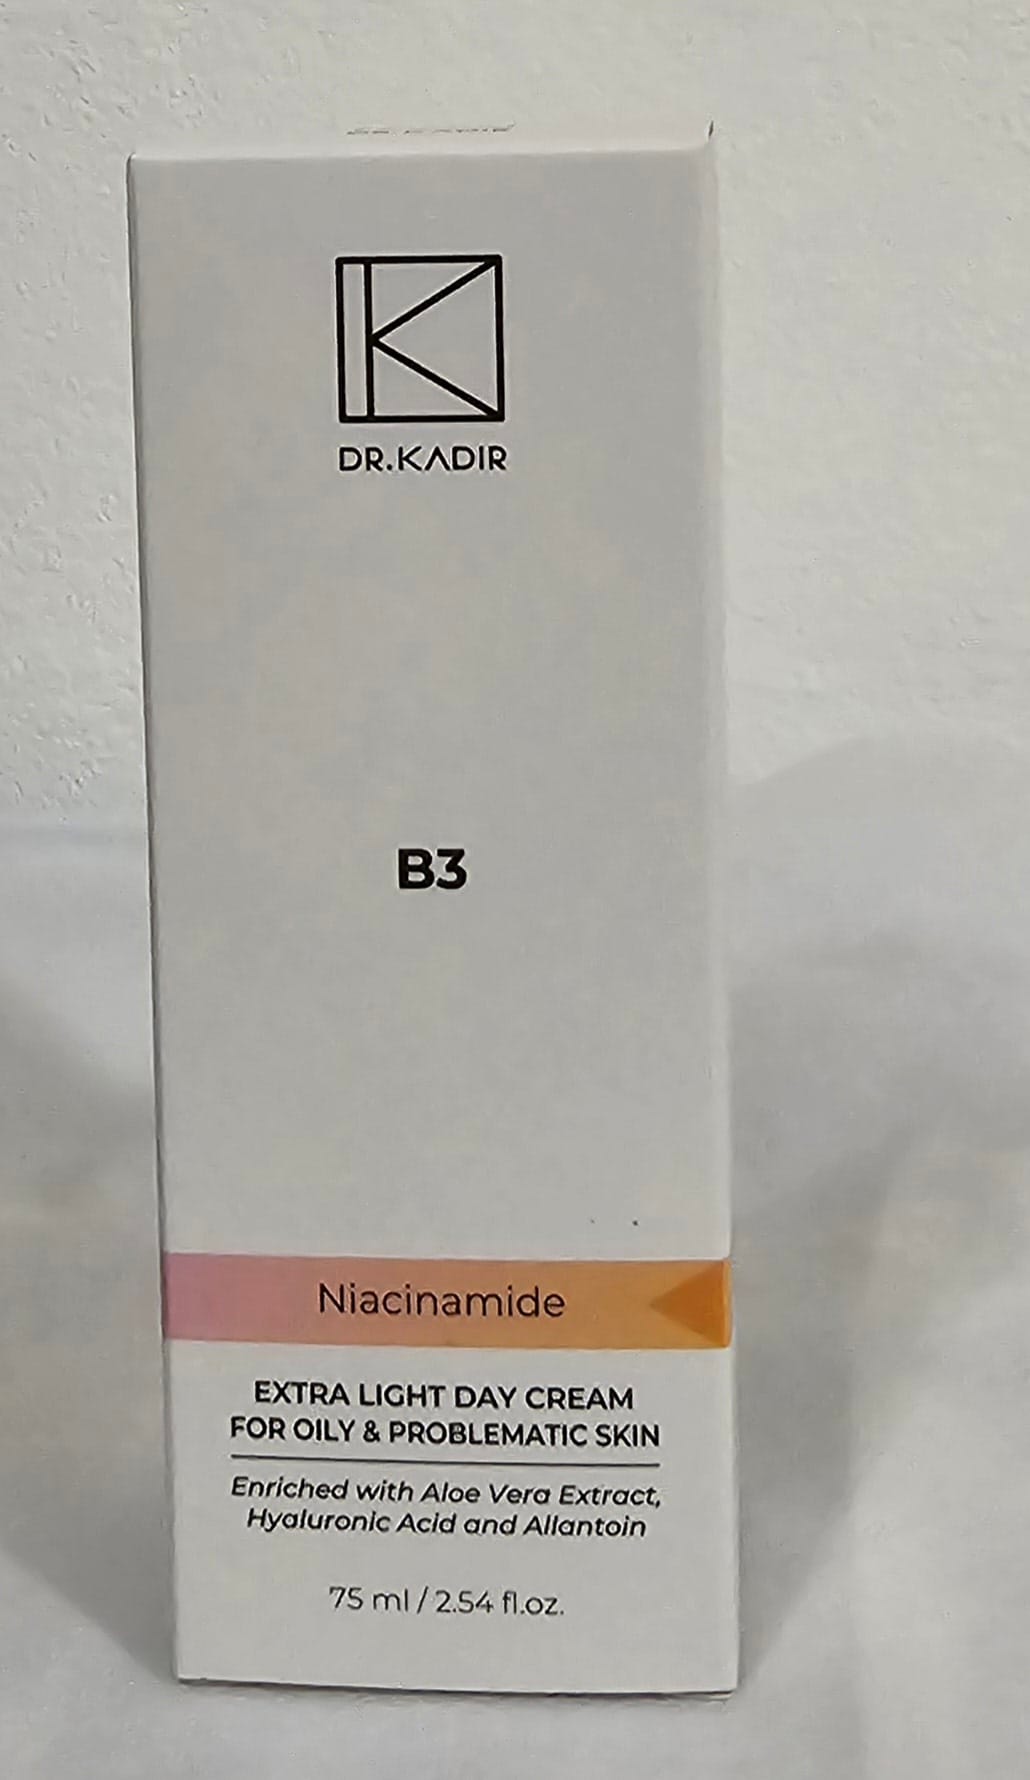 DR.KADIR
B3
Niacinamide
EXTRA LIGHT DAY CREAM
FOR OILY & PROBLEMATIC SKIN
Enriched with Aloe Vera Extract,
Hyaluronic Acid and Allantoin
75 ml / 2.54 fl.oz.